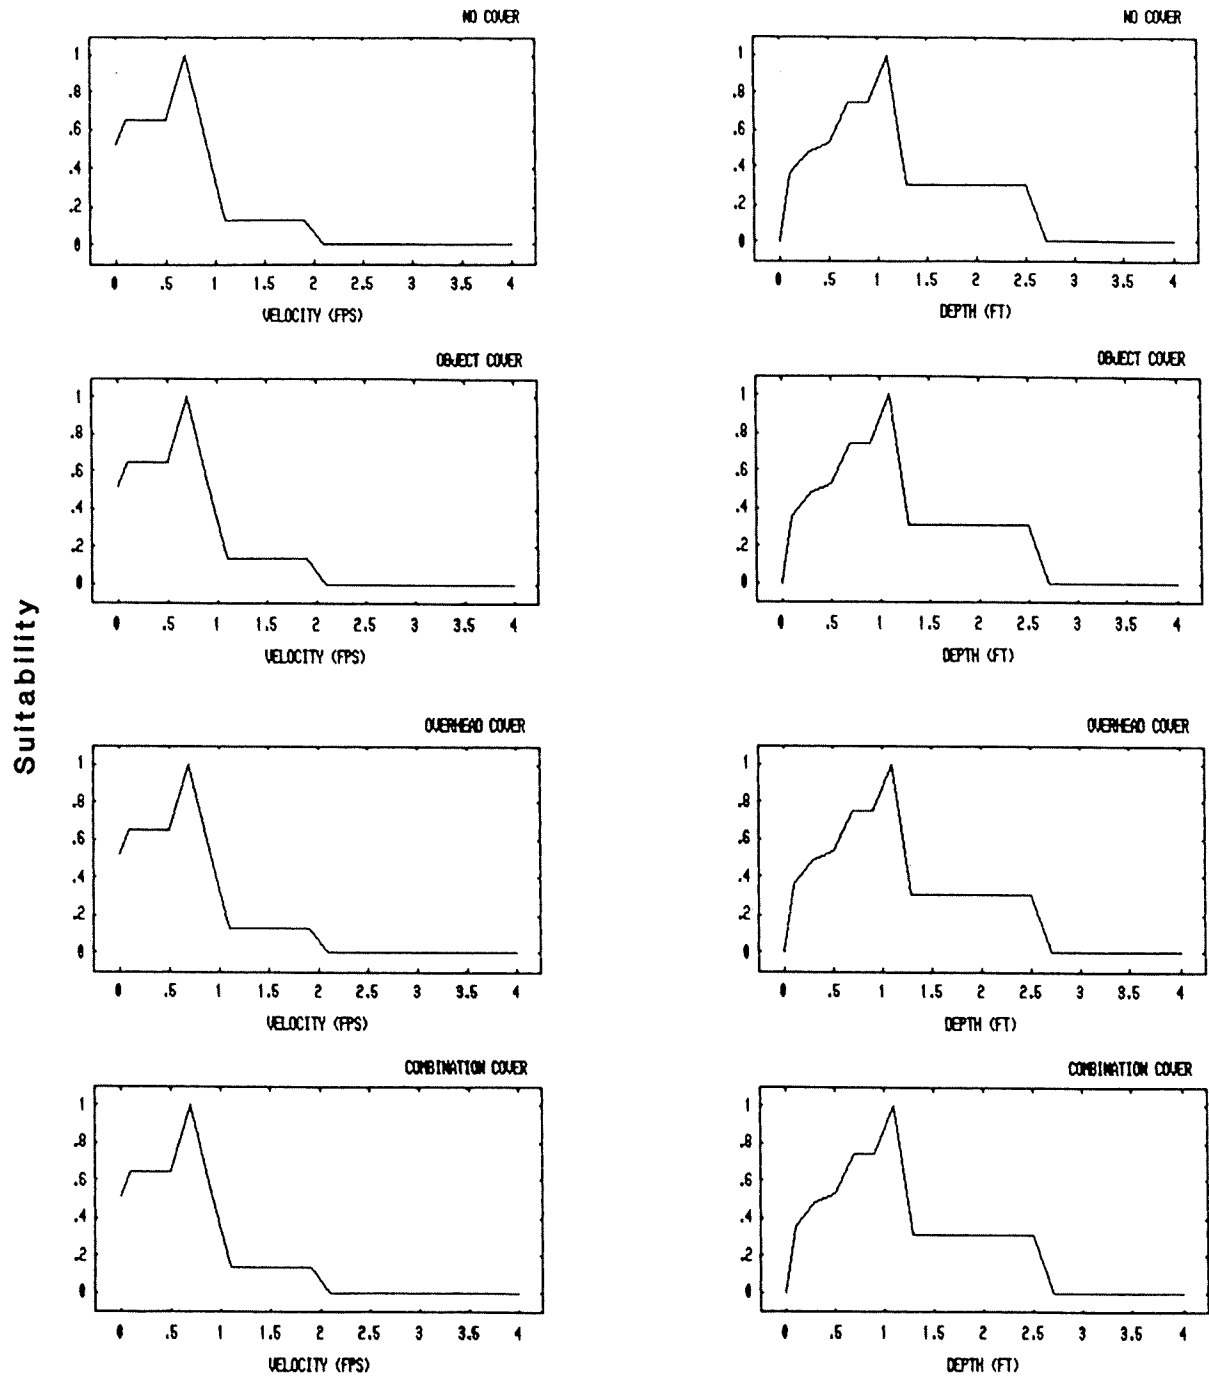 Suitability
NO COVER
1
.8
.6
.4
.2
0
0 .5 1 1.5 2 2.5 3 3.5 4
VELOCITY (FPS)
NO COVER
1
.8
.6
.4
.2
0
0 .5 1 1.5 2 2.5 3 3.5 4
DEPTH (FT)
OBJECT COVER
1
.8
.6
.4
.2
0
0 .5 1 1.5 2 2.5 3 3.5 4
VELOCITY (FPS)
OBJECT COVER
1
.8
.6
.4
.2
0
0 .5 1 1.5 2 2.5 3 3.5 4
DEPTH (FT)
OVERHEAD COVER
1
.8
.6
.4
.2
0
0 .5 1 1.5 2 2.5 3 3.5 4
VELOCITY (FPS)
OVERHEAD COVER
1
.8
.6
.4
.2
0
0 .5 1 1.5 2 2.5 3 3.5 4
DEPTH (FT)
COMBINATION COVER
1
.8
.6
.4
.2
0
0 .5 1 1.5 2 2.5 3 3.5 4
VELOCITY (FPS)
COMBINATION COVER
1
.8
.6
.4
.2
0
0 .5 1 1.5 2 2.5 3 3.5 4
DEPTH (FT)